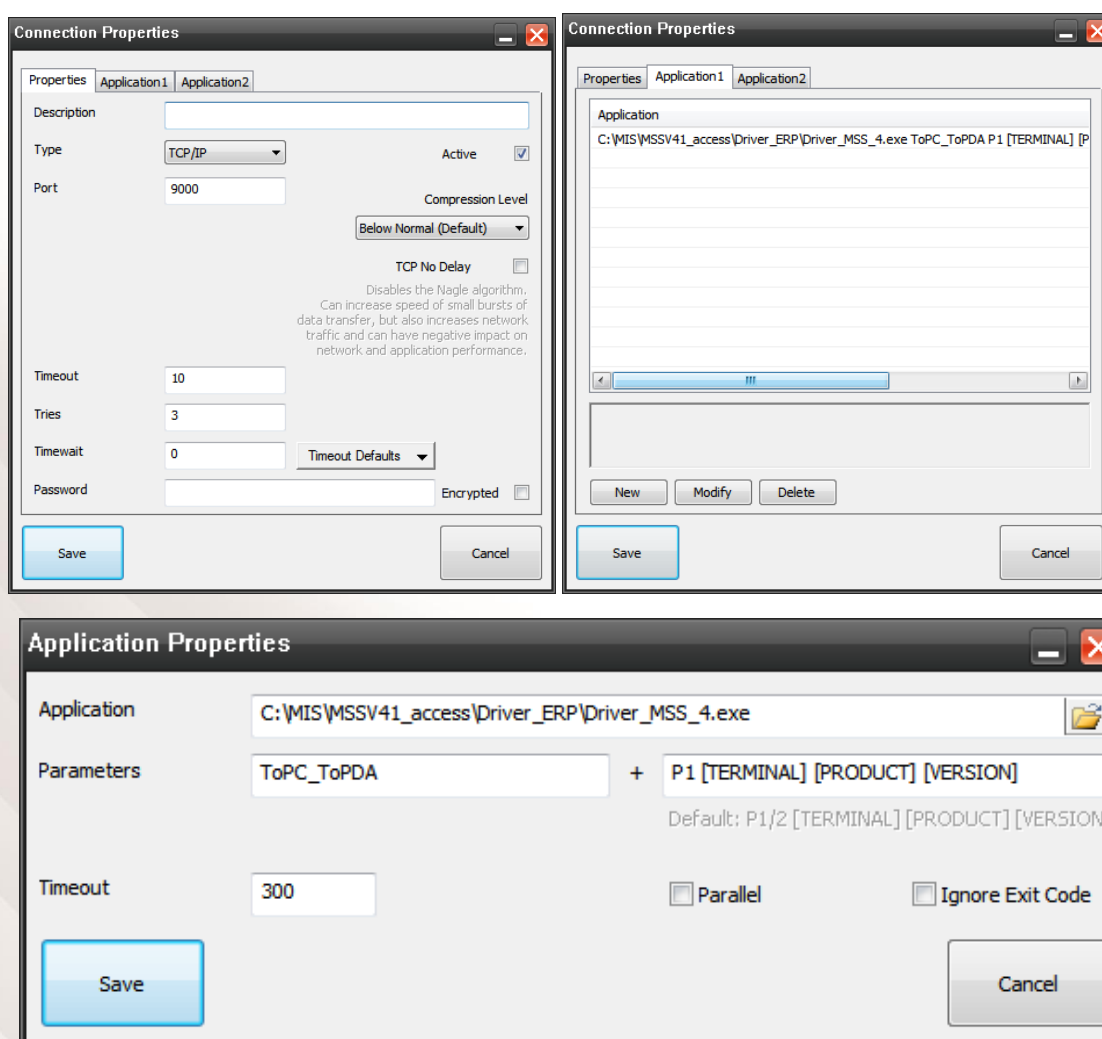 Connection Properties
Properties Application1 Application2
Description
Type TCP/IP Active
Port 9000
Compression Level
Below Normal (Default)
TCP No Delay
Disables the Nagle algorithm.
Can increase speed of small bursts of
data transfer, but also increases network
traffic and can have negative impact on
network and application performance.
Timeout 10
Tries 3
Timewait 0 Timeout Defaults
Password Encrypted
Save Cancel
Connection Properties
Properties Application1 Application2
Application
C:\MIS\MSSV41_access\Driver_ERP\Driver_MSS_4.exe ToPC_ToPDA P1 [TERMINAL] [P
New Modify Delete
Save Cancel
Application Properties
Application C:\MIS\MSSV41_access\Driver_ERP\Driver_MSS_4.exe
Parameters ToPC_ToPDA + P1 [TERMINAL] [PRODUCT] [VERSION]
Default: P1/2 [TERMINAL] [PRODUCT] [VERSION
Timeout 300 Parallel Ignore Exit Code
Save Cancel